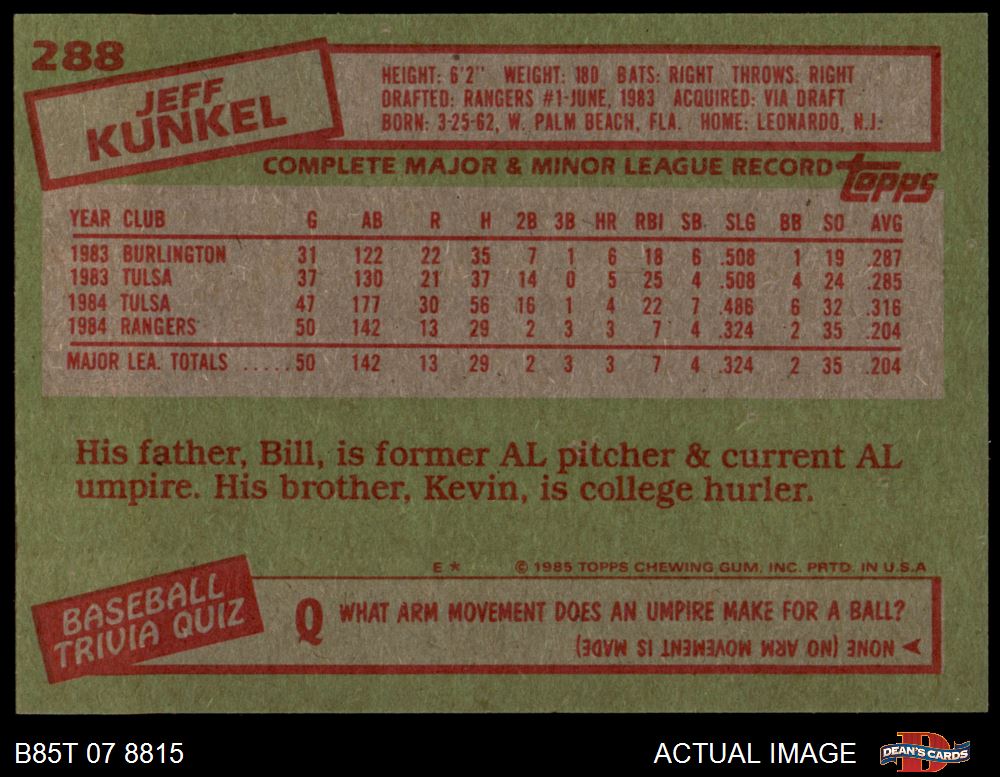 288
JEFF
KUNKEL
HEIGHT: 6'2" WEIGHT: 180 BATS: RIGHT THROWS: RIGHT
DRAFTED: RANGERS #1-JUNE, 1983 ACQUIRED: VIA DRAFT
BORN: 3-25-62, W. PALM BEACH, FLA. HOME: LEONARDO, N.J.
COMPLETE MAJOR & MINOR LEAGUE RECORD
topps
YEAR CLUB G AB R H 2B 3B HR RBI SB SLG BB SO AVG
1983 BURLINGTON 31 122 22 35 7 1 6 18 6 .508 1 19 .287
1983 TULSA 37 130 21 37 14 0 5 25 4 .508 4 24 .285
1984 TULSA 47 177 30 56 16 1 4 22 7 .486 6 32 .316
1984 RANGERS 50 142 13 29 2 3 3 7 4 .324 2 35 .204
MAJOR LEA. TOTALS .....50 142 13 29 2 3 3 7 4 .324 2 35 .204
His father, Bill, is former AL pitcher & current AL
umpire. His brother, Kevin, is college hurler.
E * © 1985 TOPPS CHEWING GUM, INC. PRTD. IN U.S.A
BASEBALL
TRIVIA QUIZ
Q WHAT ARM MOVEMENT DOES AN UMPIRE MAKE FOR A BALL?
NONE (NO ARM MOVEMENT IS MADE)
B85T 07 8815
ACTUAL IMAGE
D
DEAN'S CARDS